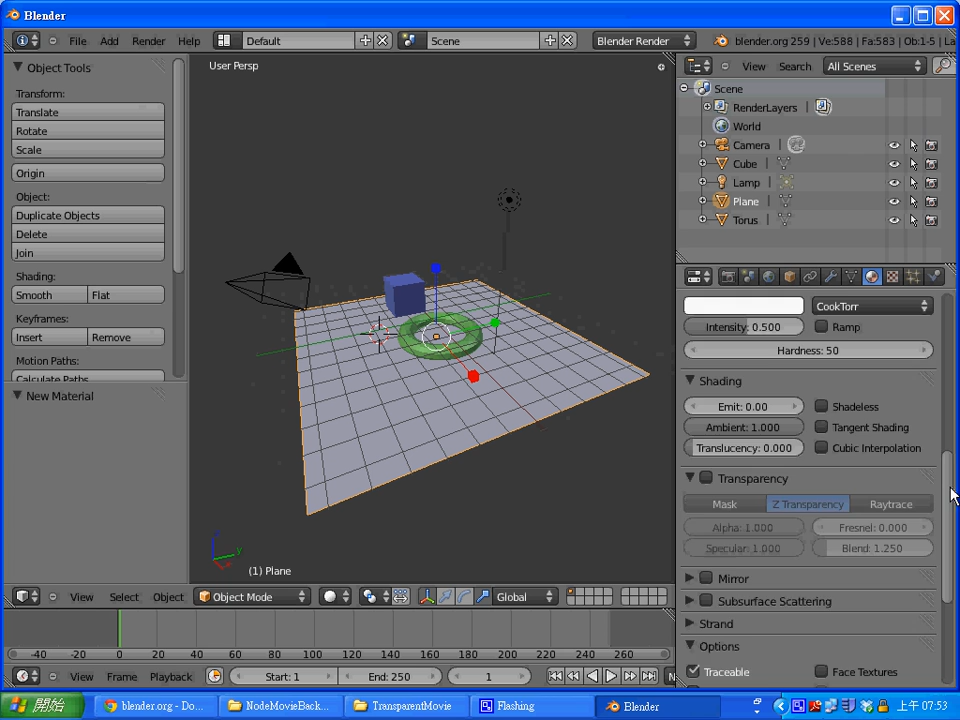 Blender
File Add Render Help Default Scene Blender Render blender.org 259 | Ve:588 | Fa:583 | Ob:1-5 | La
Object Tools
Transform:
Translate
Rotate
Scale
Origin
Object:
Duplicate Objects
Delete
Join
Shading:
Smooth Flat
Keyframes:
Insert Remove
Motion Paths:
Calculate Paths
New Material
User Persp
(1) Plane
View Select Object Object Mode Global
-40 -20 0 20 40 60 80 100 120 140 160 180 200 220 240 260
View Frame Playback Start: 1 End: 250 1 N
View Search All Scenes
Scene
RenderLayers |
World
Camera |
Cube |
Lamp |
Plane |
Torus |
CookTorr
Intensity: 0.500 Ramp
Hardness: 50
Shading
Emit: 0.00 Shadeless
Ambient: 1.000 Tangent Shading
Translucency: 0.000 Cubic Interpolation
Transparency
Mask Z Transparency Raytrace
Alpha: 1.000 Fresnel: 0.000
Specular: 1.000 Blend: 1.250
Mirror
Subsurface Scattering
Strand
Options
Traceable Face Textures
開始 blender.org - Do... NodeMovieBack... TransparentMovie Flashing Blender 上午 07:53